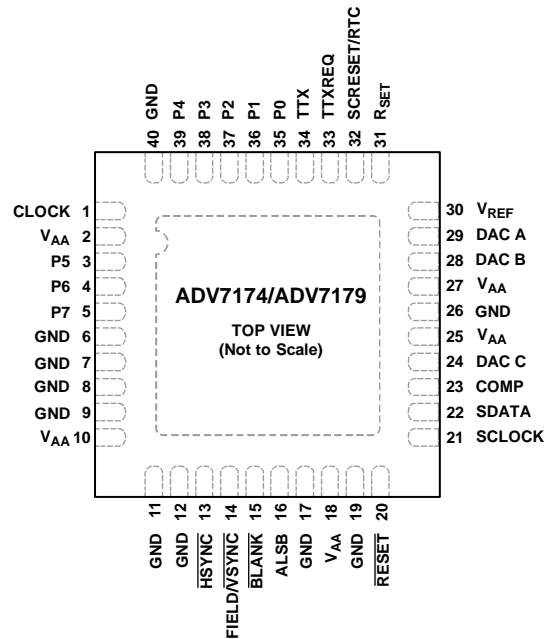 40 GND
39 P4
38 P3
37 P2
36 P1
35 P0
34 TTX
33 TTXREQ
32 SCRESET/RTC
31 RSET
CLOCK 1
VAA 2
P5 3
P6 4
P7 5
GND 6
GND 7
GND 8
GND 9
VAA 10
ADV7174/ADV7179
TOP VIEW
(Not to Scale)
30 VREF
29 DAC A
28 DAC B
27 VAA
26 GND
25 VAA
24 DAC C
23 COMP
22 SDATA
21 SCLOCK
GND 11
GND 12
HSYNC 13
FIELD/VSYNC 14
BLANK 15
ALSB 16
GND 17
VAA 18
GND 19
RESET 20